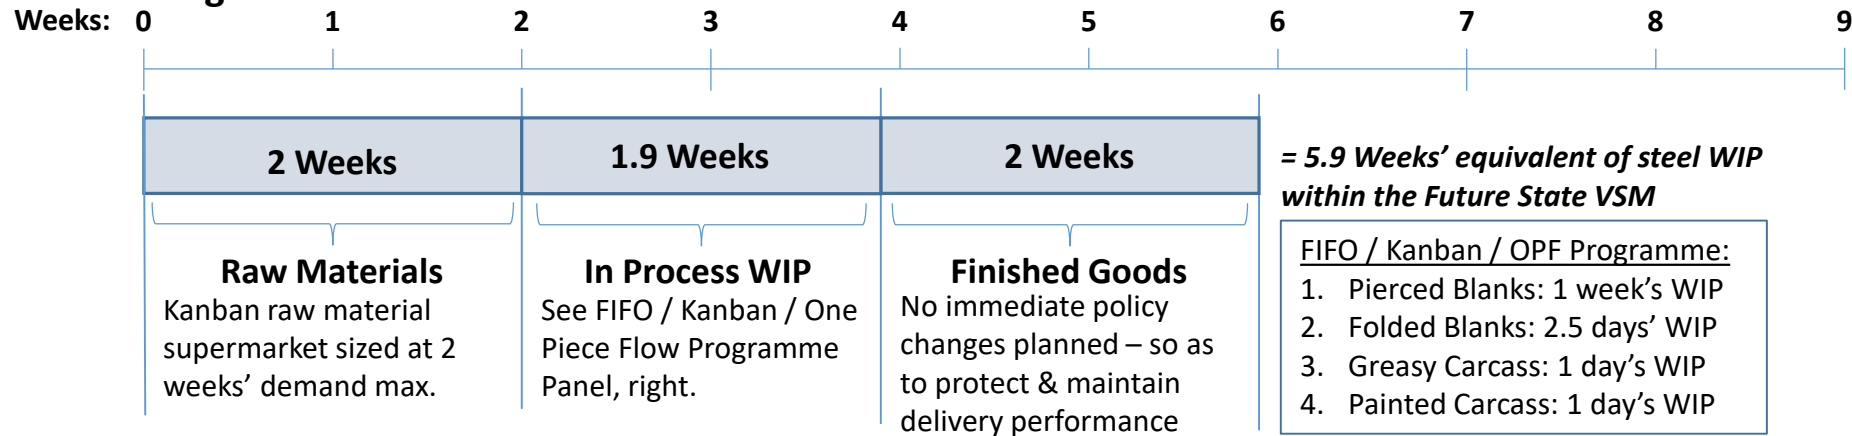 Weeks: 0 1 2 3 4 5 6 7 8 9
2 Weeks
1.9 Weeks
2 Weeks
= 5.9 Weeks’ equivalent of steel WIP
within the Future State VSM
Raw Materials
Kanban raw material
supermarket sized at 2
weeks’ demand max.
In Process WIP
See FIFO / Kanban / One
Piece Flow Programme
Panel, right.
Finished Goods
No immediate policy
changes planned – so as
to protect & maintain
delivery performance
FIFO / Kanban / OPF Programme:
1. Pierced Blanks: 1 week’s WIP
2. Folded Blanks: 2.5 days’ WIP
3. Greasy Carcass: 1 day’s WIP
4. Painted Carcass: 1 day’s WIP